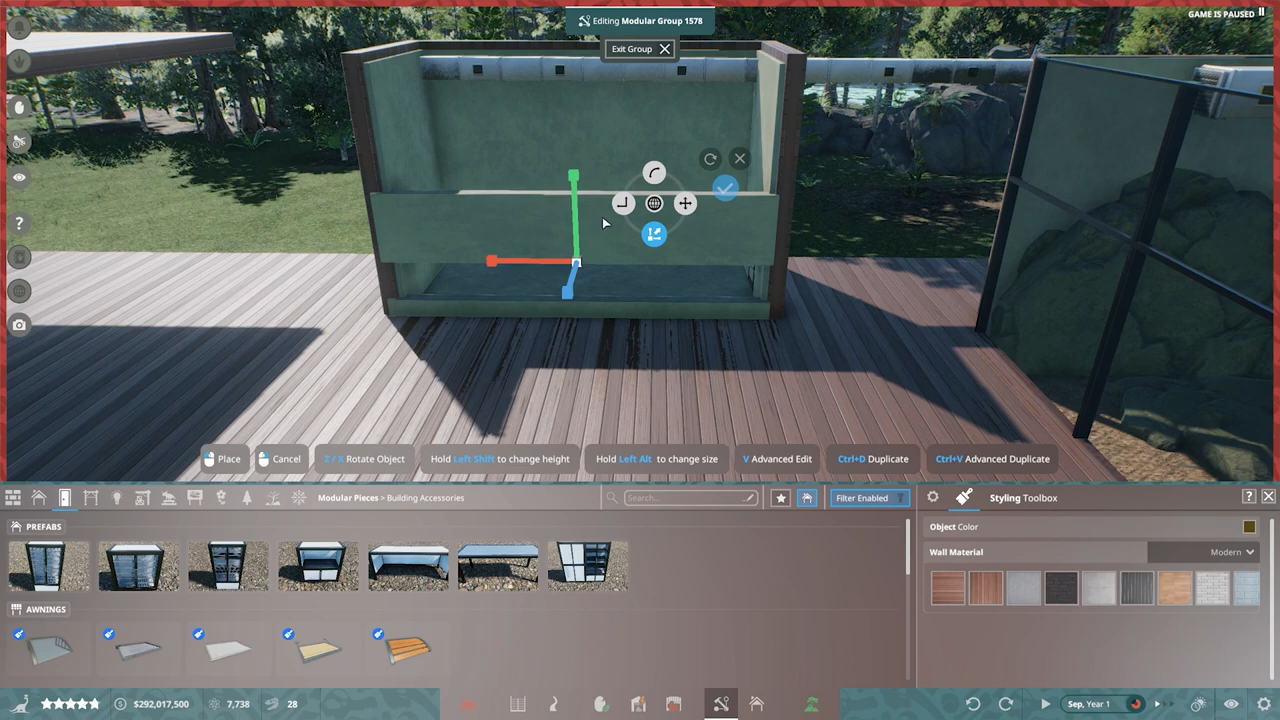 Editing Modular Group 1578
GAME IS PAUSED
Exit Group
Place
Cancel
Z / X Rotate Object
Hold Left Shift to change height
Hold Left Alt to change size
V Advanced Edit
Ctrl+D Duplicate
Ctrl+V Advanced Duplicate
Modular Pieces > Building Accessories
Search...
Filter Enabled
Styling Toolbox
?
PREFABS
Object Color
Wall Material
Modern
AWNINGS
$292,017,500
7,738
28
Sep, Year 1